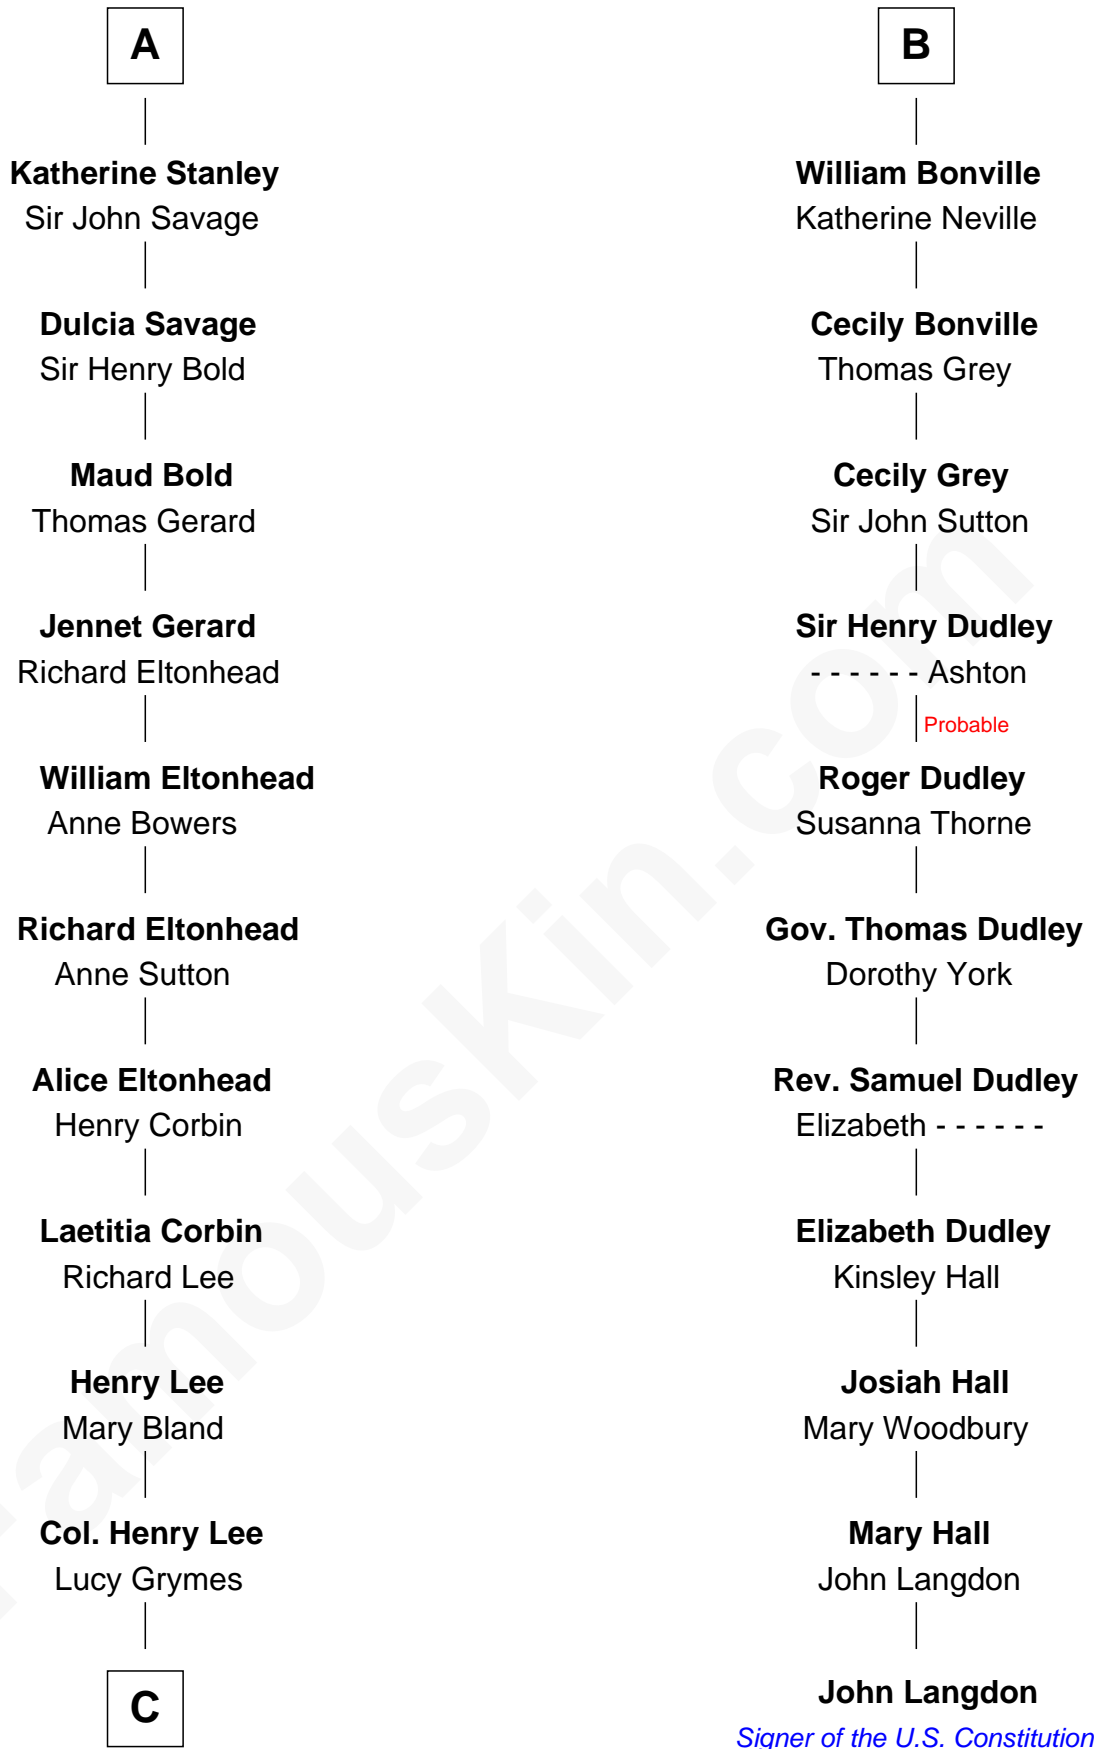 A
Katherine Stanley
Sir John Savage
Dulcia Savage
Sir Henry Bold
Maud Bold
Thomas Gerard
Jennet Gerard
Richard Eltonhead
William Eltonhead
Anne Bowers
Richard Eltonhead
Anne Sutton
Alice Eltonhead
Henry Corbin
Laetitia Corbin
Richard Lee
Henry Lee
Mary Bland
Col. Henry Lee
Lucy Grymes
C
B
William Bonville
Katherine Neville
Cecily Bonville
Thomas Grey
Cecily Grey
Sir John Sutton
Sir Henry Dudley
- - - - - - Ashton
Probable
Roger Dudley
Susanna Thorne
Gov. Thomas Dudley
Dorothy York
Rev. Samuel Dudley
Elizabeth - - - - - -
Elizabeth Dudley
Kinsley Hall
Josiah Hall
Mary Woodbury
Mary Hall
John Langdon
John Langdon
Signer of the U.S. Constitution
FamousKin.com